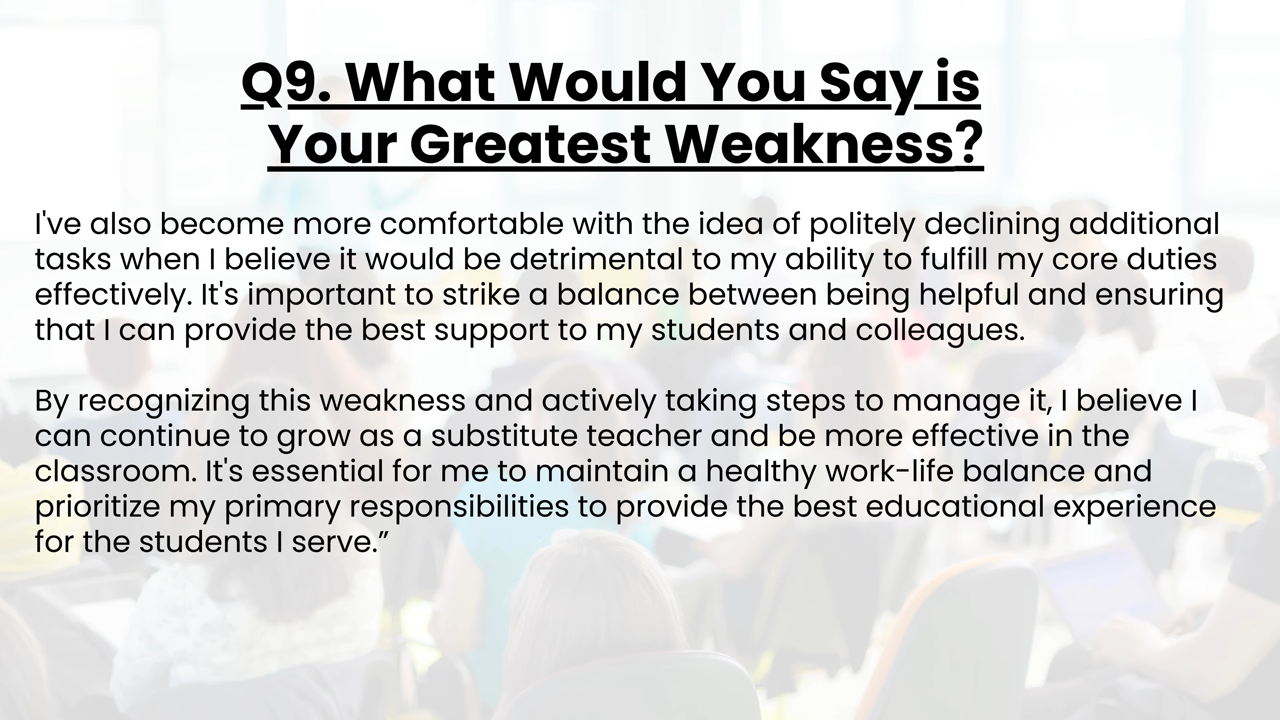 Q9. What Would You Say is
Your Greatest Weakness?
I've also become more comfortable with the idea of politely declining additional
tasks when I believe it would be detrimental to my ability to fulfill my core duties
effectively. It's important to strike a balance between being helpful and ensuring
that I can provide the best support to my students and colleagues.
By recognizing this weakness and actively taking steps to manage it, I believe I
can continue to grow as a substitute teacher and be more effective in the
classroom. It's essential for me to maintain a healthy work-life balance and
prioritize my primary responsibilities to provide the best educational experience
for the students I serve.”